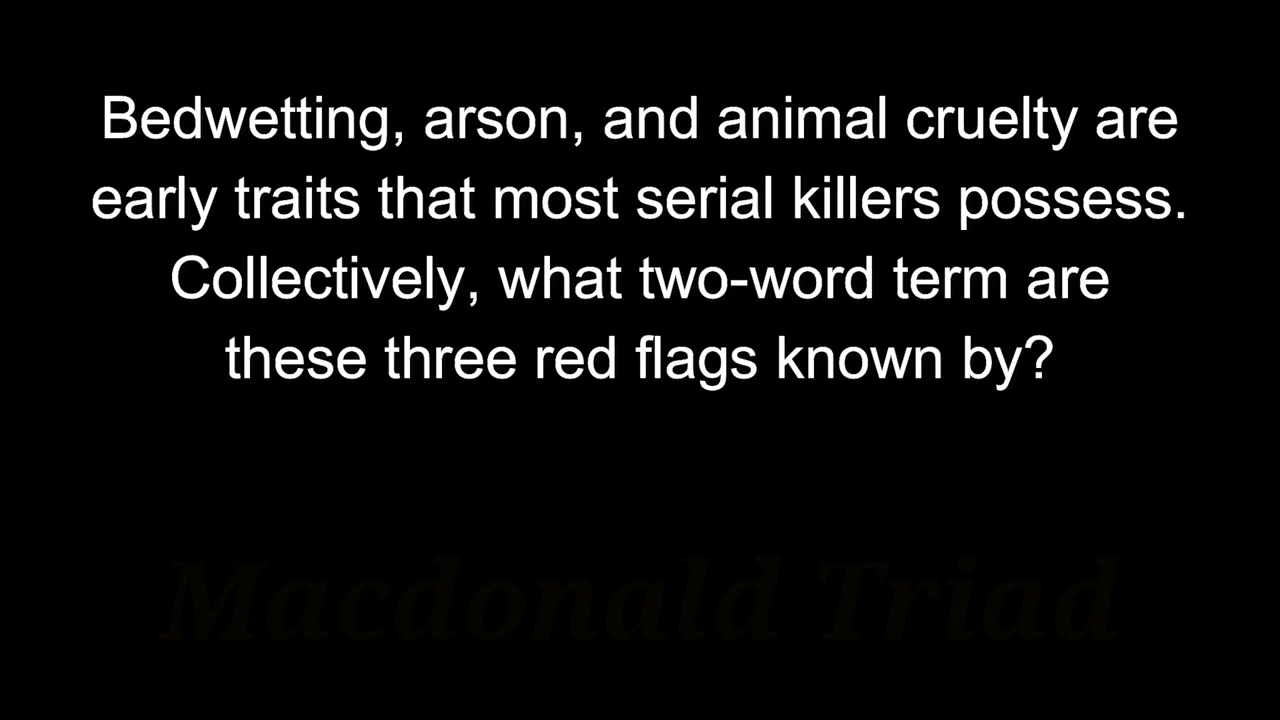 Bedwetting, arson, and animal cruelty are
early traits that most serial killers possess.
Collectively, what two-word term are
these three red flags known by?
Macdonald Triad